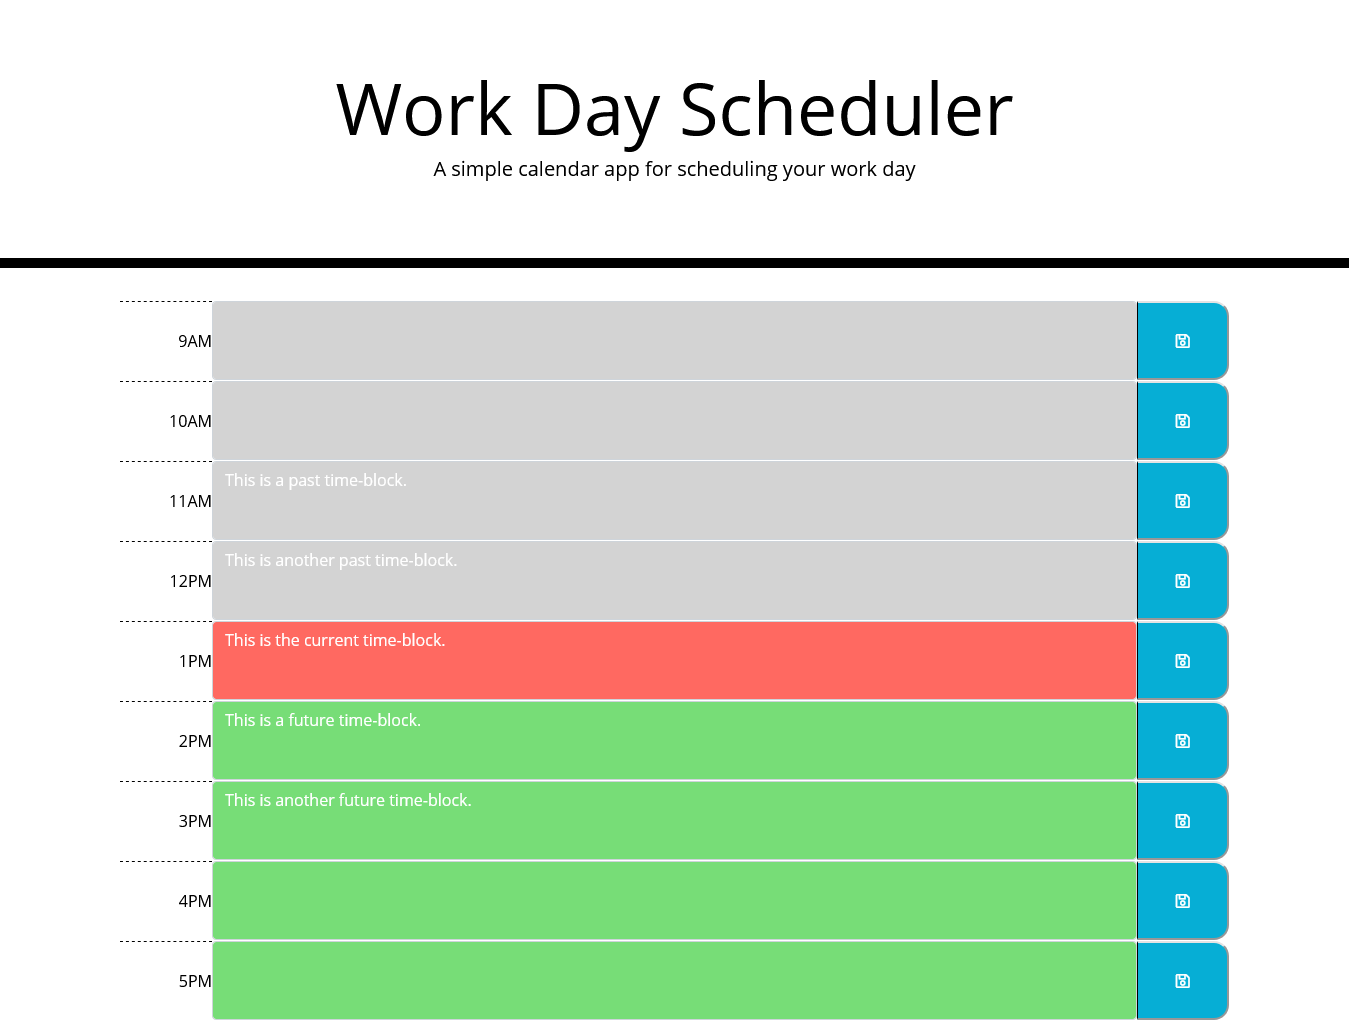 Work Day Scheduler
A simple calendar app for scheduling your work day
9AM
10AM
11AM This is a past time-block.
12PM This is another past time-block.
1PM This is the current time-block.
2PM This is a future time-block.
3PM This is another future time-block.
4PM
5PM